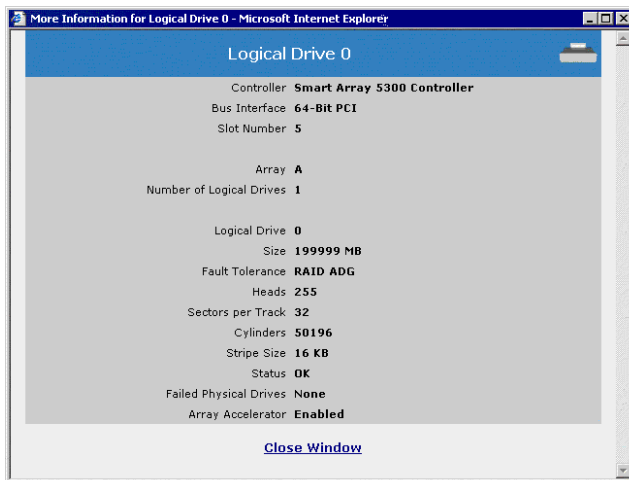 More Information for Logical Drive 0 - Microsoft Internet Explorer
Logical Drive 0
Controller Smart Array 5300 Controller
Bus Interface 64-Bit PCI
Slot Number 5
Array A
Number of Logical Drives 1
Logical Drive 0
Size 199999 MB
Fault Tolerance RAID ADG
Heads 255
Sectors per Track 32
Cylinders 50196
Stripe Size 16 KB
Status OK
Failed Physical Drives None
Array Accelerator Enabled
Close Window